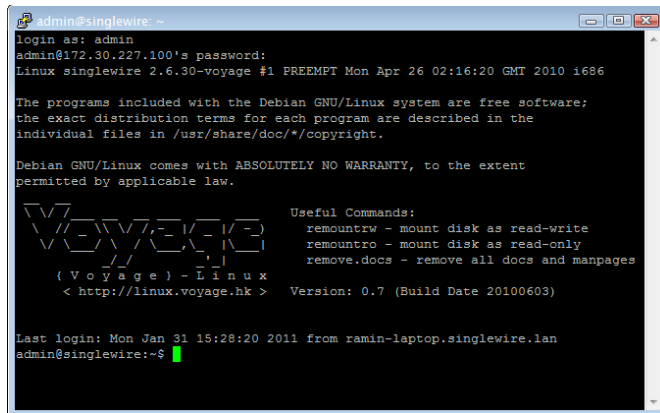 admin@singlewire: ~
login as: admin
admin@172.30.227.100's password:
Linux singlewire 2.6.30-voyage #1 PREEMPT Mon Apr 26 02:16:20 GMT 2010 i686
The programs included with the Debian GNU/Linux system are free software;
the exact distribution terms for each program are described in the
individual files in /usr/share/doc/*/copyright.
Debian GNU/Linux comes with ABSOLUTELY NO WARRANTY, to the extent
permitted by applicable law.
Voyage
{ V o y a g e } - L i n u x
< http://linux.voyage.hk >
Useful Commands:
remountrw - mount disk as read-write
remountro - mount disk as read-only
remove.docs - remove all docs and manpages
Version: 0.7 (Build Date 20100603)
Last login: Mon Jan 31 15:28:20 2011 from ramin-laptop.singlewire.lan
admin@singlewire:~$